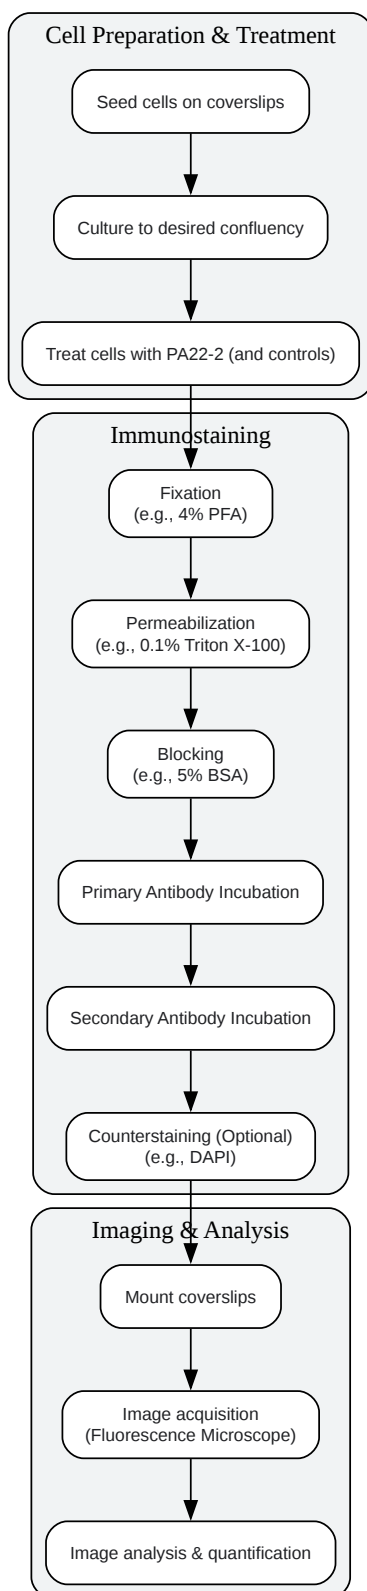 Cell Preparation & Treatment
Seed cells on coverslips
Culture to desired confluency
Treat cells with PA22-2 (and controls)
Immunostaining
Fixation
(e.g., 4% PFA)
Permeabilization
(e.g., 0.1% Triton X-100)
Blocking
(e.g., 5% BSA)
Primary Antibody Incubation
Secondary Antibody Incubation
Counterstaining (Optional)
(e.g., DAPI)
Imaging & Analysis
Mount coverslips
Image acquisition
(Fluorescence Microscope)
Image analysis & quantification